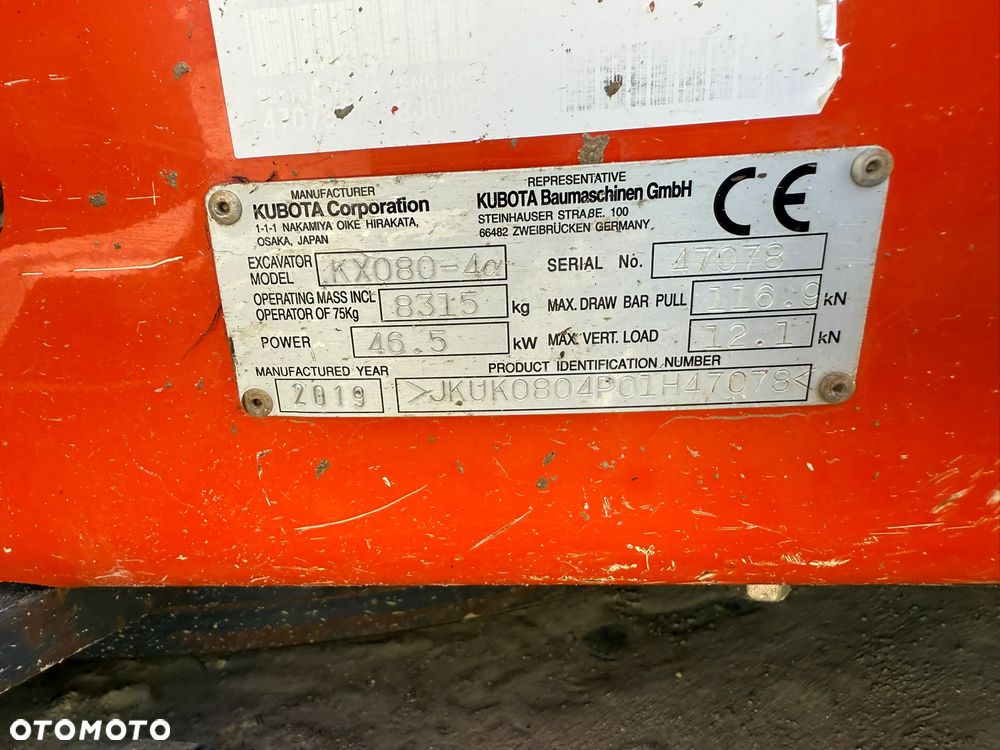 47078
MANUFACTURER
KUBOTA Corporation
1-1-1 NAKAMIYA OIKE HIRAKATA,
OSAKA, JAPAN
REPRESENTATIVE
KUBOTA Baumaschinen GmbH
STEINHAUSER STRAßE. 100
66482 ZWEIBRÜCKEN GERMANY
CE
EXCAVATOR MODEL KX080-4α
SERIAL No. 47078
OPERATING MASS INCL OPERATOR OF 75Kg 8315 kg
MAX. DRAW BAR PULL 116.9 kN
POWER 46.5 kW
MAX. VERT. LOAD 12.1 kN
MANUFACTURED YEAR
2019
PRODUCT IDENTIFICATION NUMBER
>JKUK0804P01H47078<
OTOMOTO